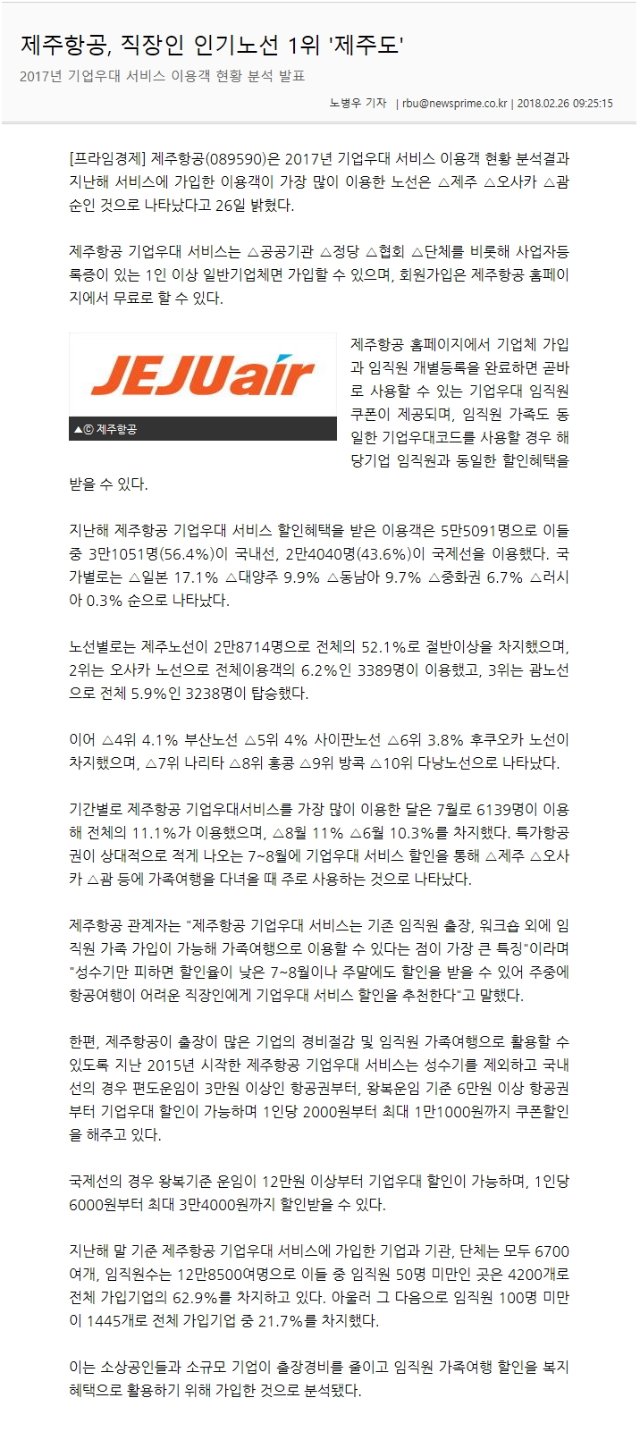 제주항공, 직장인 인기노선 1위 '제주도'
2017년 기업우대 서비스 이용객 현황 분석 발표
노병우 기자 | rbu@newsprime.co.kr | 2018.02.26 09:25:15
[프라임경제] 제주항공(089590)은 2017년 기업우대 서비스 이용객 현황 분석결과
지난해 서비스에 가입한 이용객이 가장 많이 이용한 노선은 △제주 △오사카 △괌
순인 것으로 나타났다고 26일 밝혔다.
제주항공 기업우대 서비스는 △공공기관 △정당 △협회 △단체를 비롯해 사업자등
록증이 있는 1인 이상 일반기업체면 가입할 수 있으며, 회원가입은 제주항공 홈페이
지에서 무료로 할 수 있다.
JEJUair
▲ⓒ 제주항공
제주항공 홈페이지에서 기업체 가입
과 임직원 개별등록을 완료하면 곧바
로 사용할 수 있는 기업우대 임직원
쿠폰이 제공되며, 임직원 가족도 동
일한 기업우대코드를 사용할 경우 해
당기업 임직원과 동일한 할인혜택을
받을 수 있다.
지난해 제주항공 기업우대 서비스 할인혜택을 받은 이용객은 5만5091명으로 이들
중 3만1051명(56.4%)이 국내선, 2만4040명(43.6%)이 국제선을 이용했다. 국
가별로는 △일본 17.1% △대양주 9.9% △동남아 9.7% △중화권 6.7% △러시
아 0.3% 순으로 나타났다.
노선별로는 제주노선이 2만8714명으로 전체의 52.1%로 절반이상을 차지했으며,
2위는 오사카 노선으로 전체이용객의 6.2%인 3389명이 이용했고, 3위는 괌노선
으로 전체 5.9%인 3238명이 탑승했다.
이어 △4위 4.1% 부산노선 △5위 4% 사이판노선 △6위 3.8% 후쿠오카 노선이
차지했으며, △7위 나리타 △8위 홍콩 △9위 방콕 △10위 다낭노선으로 나타났다.
기간별로 제주항공 기업우대서비스를 가장 많이 이용한 달은 7월로 6139명이 이용
해 전체의 11.1%가 이용했으며, △8월 11% △6월 10.3%를 차지했다. 특가항공
권이 상대적으로 적게 나오는 7~8월에 기업우대 서비스 할인을 통해 △제주 △오사
카 △괌 등에 가족여행을 다녀올 때 주로 사용하는 것으로 나타났다.
제주항공 관계자는 "제주항공 기업우대 서비스는 기존 임직원 출장, 워크숍 외에 임
직원 가족 가입이 가능해 가족여행으로 이용할 수 있다는 점이 가장 큰 특징"이라며
"성수기만 피하면 할인율이 낮은 7~8월이나 주말에도 할인을 받을 수 있어 주중에
항공여행이 어려운 직장인에게 기업우대 서비스 할인을 추천한다"고 말했다.
한편, 제주항공이 출장이 많은 기업의 경비절감 및 임직원 가족여행으로 활용할 수
있도록 지난 2015년 시작한 제주항공 기업우대 서비스는 성수기를 제외하고 국내
선의 경우 편도운임이 3만원 이상인 항공권부터, 왕복운임 기준 6만원 이상 항공권
부터 기업우대 할인이 가능하며 1인당 2000원부터 최대 1만1000원까지 쿠폰할인
을 해주고 있다.
국제선의 경우 왕복기준 운임이 12만원 이상부터 기업우대 할인이 가능하며, 1인당
6000원부터 최대 3만4000원까지 할인받을 수 있다.
지난해 말 기준 제주항공 기업우대 서비스에 가입한 기업과 기관, 단체는 모두 6700
여개, 임직원수는 12만8500여명으로 이들 중 임직원 50명 미만인 곳은 4200개로
전체 가입기업의 62.9%를 차지하고 있다. 아울러 그 다음으로 임직원 100명 미만
이 1445개로 전체 가입기업 중 21.7%를 차지했다.
이는 소상공인들과 소규모 기업이 출장경비를 줄이고 임직원 가족여행 할인을 복지
혜택으로 활용하기 위해 가입한 것으로 분석됐다.